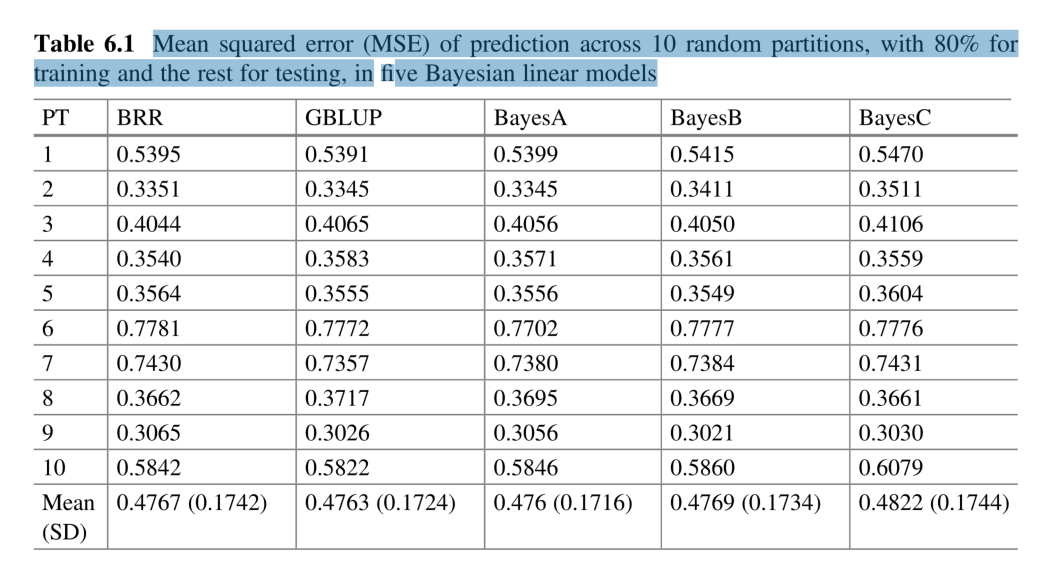 Table 6.1 Mean squared error (MSE) of prediction across 10 random partitions, with 80% for
training and the rest for testing, in five Bayesian linear models
PT BRR GBLUP BayesA BayesB BayesC
1 0.5395 0.5391 0.5399 0.5415 0.5470
2 0.3351 0.3345 0.3345 0.3411 0.3511
3 0.4044 0.4065 0.4056 0.4050 0.4106
4 0.3540 0.3583 0.3571 0.3561 0.3559
5 0.3564 0.3555 0.3556 0.3549 0.3604
6 0.7781 0.7772 0.7702 0.7777 0.7776
7 0.7430 0.7357 0.7380 0.7384 0.7431
8 0.3662 0.3717 0.3695 0.3669 0.3661
9 0.3065 0.3026 0.3056 0.3021 0.3030
10 0.5842 0.5822 0.5846 0.5860 0.6079
Mean 0.4767 (0.1742) 0.4763 (0.1724) 0.476 (0.1716) 0.4769 (0.1734) 0.4822 (0.1744)
(SD)